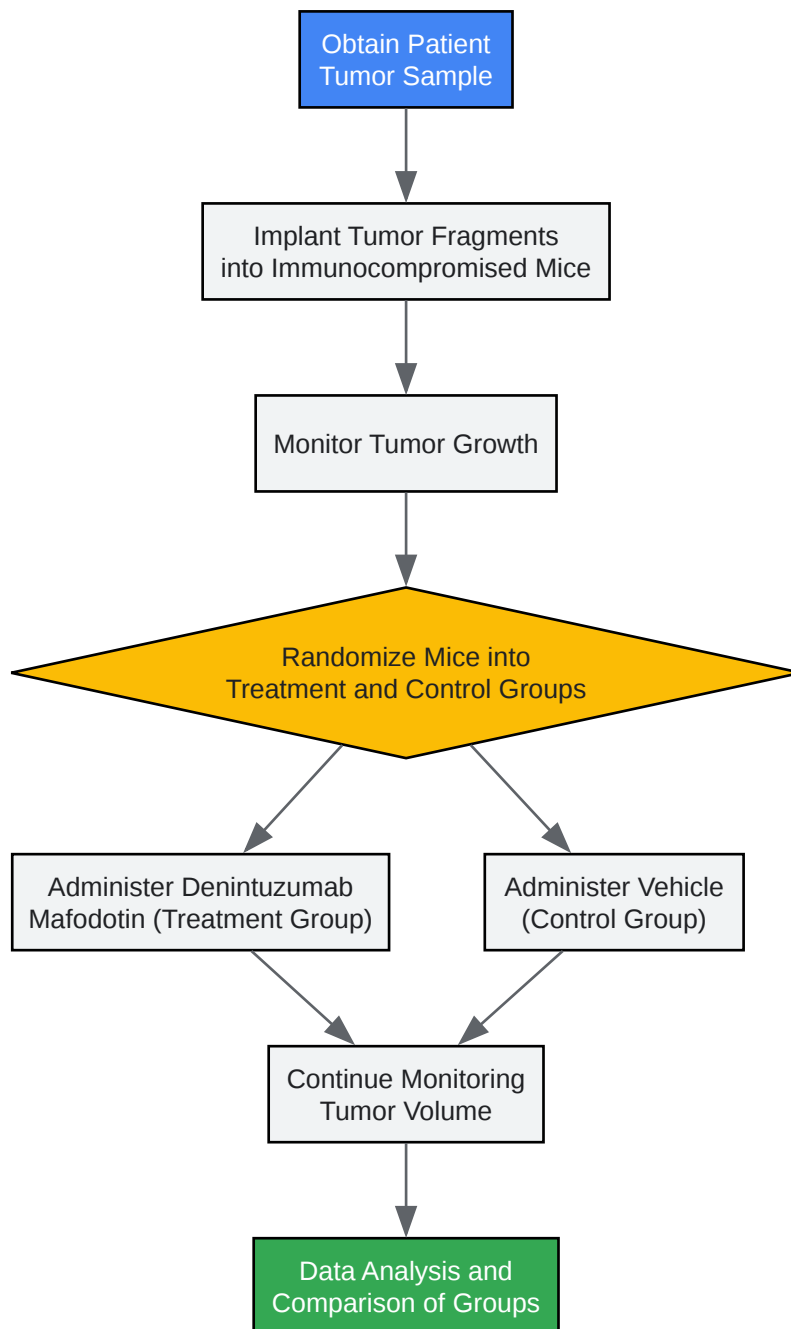 Obtain Patient
Tumor Sample
Implant Tumor Fragments
into Immunocompromised Mice
Monitor Tumor Growth
Randomize Mice into
Treatment and Control Groups
Administer Denintuzumab
Mafodotin (Treatment Group)
Administer Vehicle
(Control Group)
Continue Monitoring
Tumor Volume
Data Analysis and
Comparison of Groups